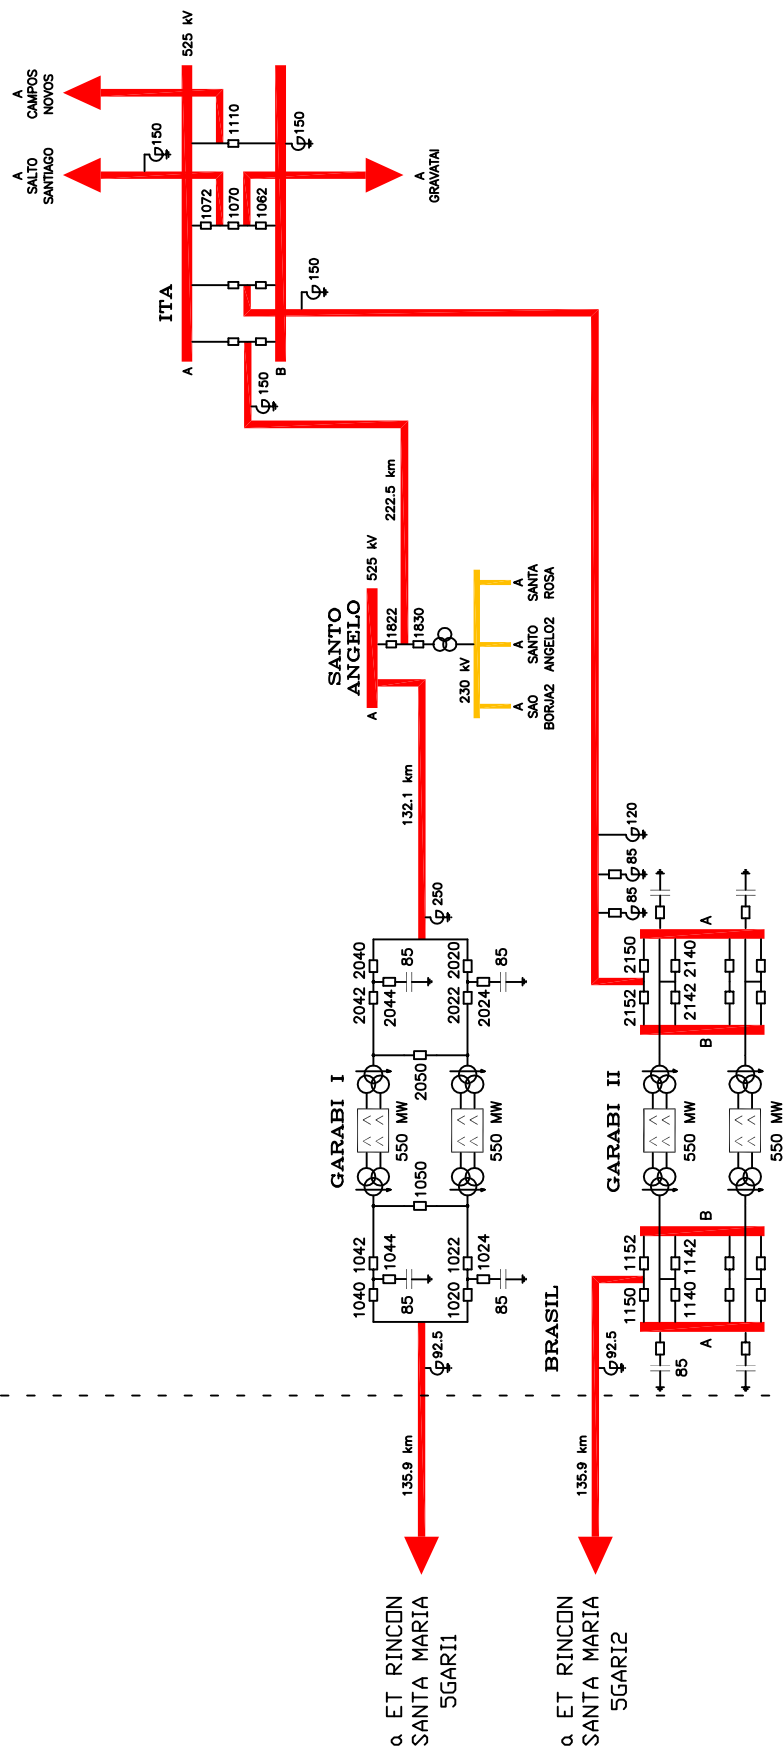 A
CAMPOS
NOVOS
525 kV
A
SALTO
SANTIAGO
150
1110
150
1072
1070
1062
A
GRAVATAI
ITA
150
A
B
150
222.5 km
525 kV
SANTO
ANGELO
A
1822
1830
230 kV
A
SANTA
ROSA
A
SANTO
ANGELO2
A
SAO
BORJA2
132.1 km
120
85
85
250
A
2040
2042
2044
85
2020
2022
2024
85
2150
2152
2140
2142
B
2050
GARABI I
550 MW
550 MW
1050
GARABI II
550 MW
550 MW
B
1042
1040
1044
85
1022
1020
1024
85
1152
1150
1142
1140
A
85
BRASIL
92.5
92.5
135.9 km
135.9 km
a ET RINCON
SANTA MARIA
5GARI1
a ET RINCON
SANTA MARIA
5GARI2